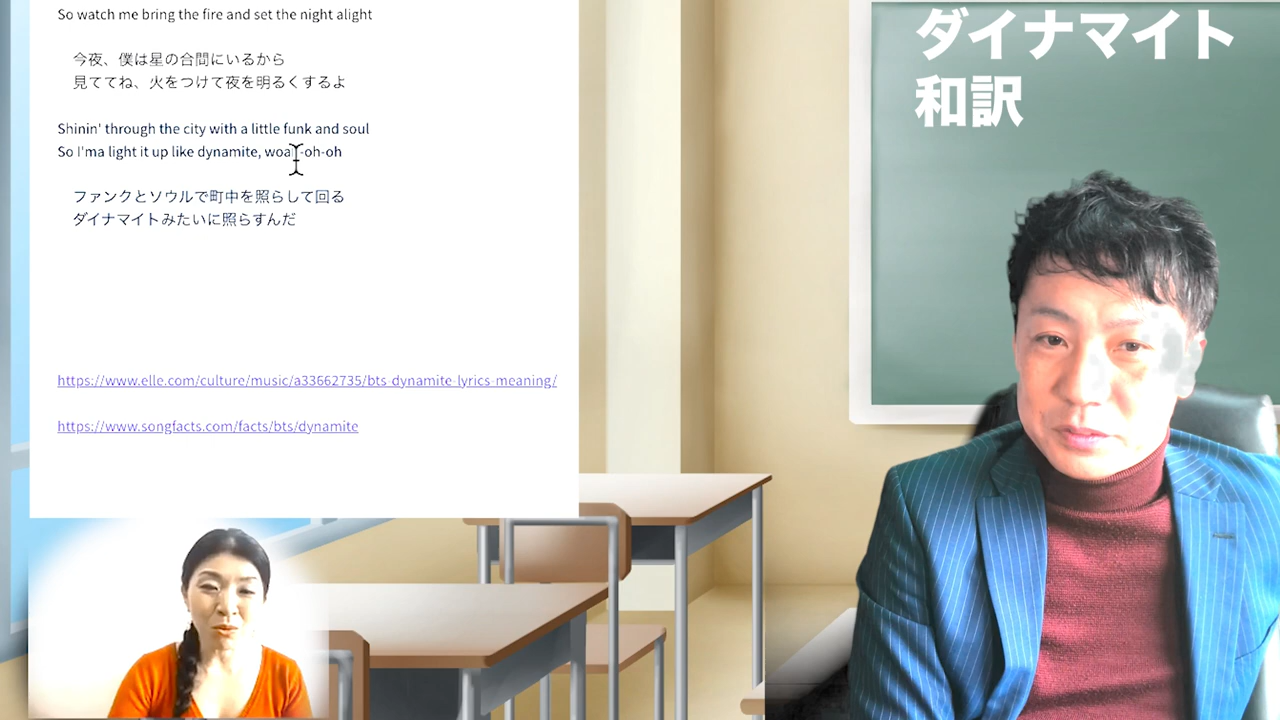 So watch me bring the fire and set the night alight
今夜、僕は星の合間にいるから
見ててね、火をつけて夜を明るくするよ
Shinin' through the city with a little funk and soul
So I'ma light it up like dynamite, woa-oh-oh
ファンクとソウルで町中を照らして回る
ダイナマイトみたいに照らすんだ
https://www.elle.com/culture/music/a33662735/bts-dynamite-lyrics-meaning/
https://www.songfacts.com/facts/bts/dynamite
ダイナマイト
和訳